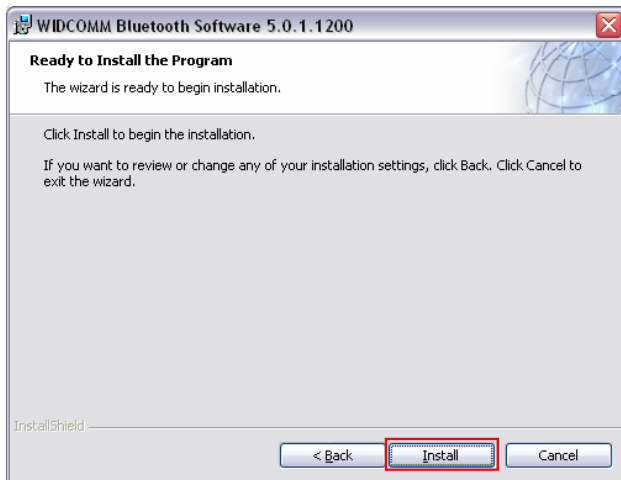 WIDCOMM Bluetooth Software 5.0.1.1200
Ready to Install the Program
The wizard is ready to begin installation.
Click Install to begin the installation.
If you want to review or change any of your installation settings, click Back. Click Cancel to
exit the wizard.
InstallShield
< Back Install Cancel